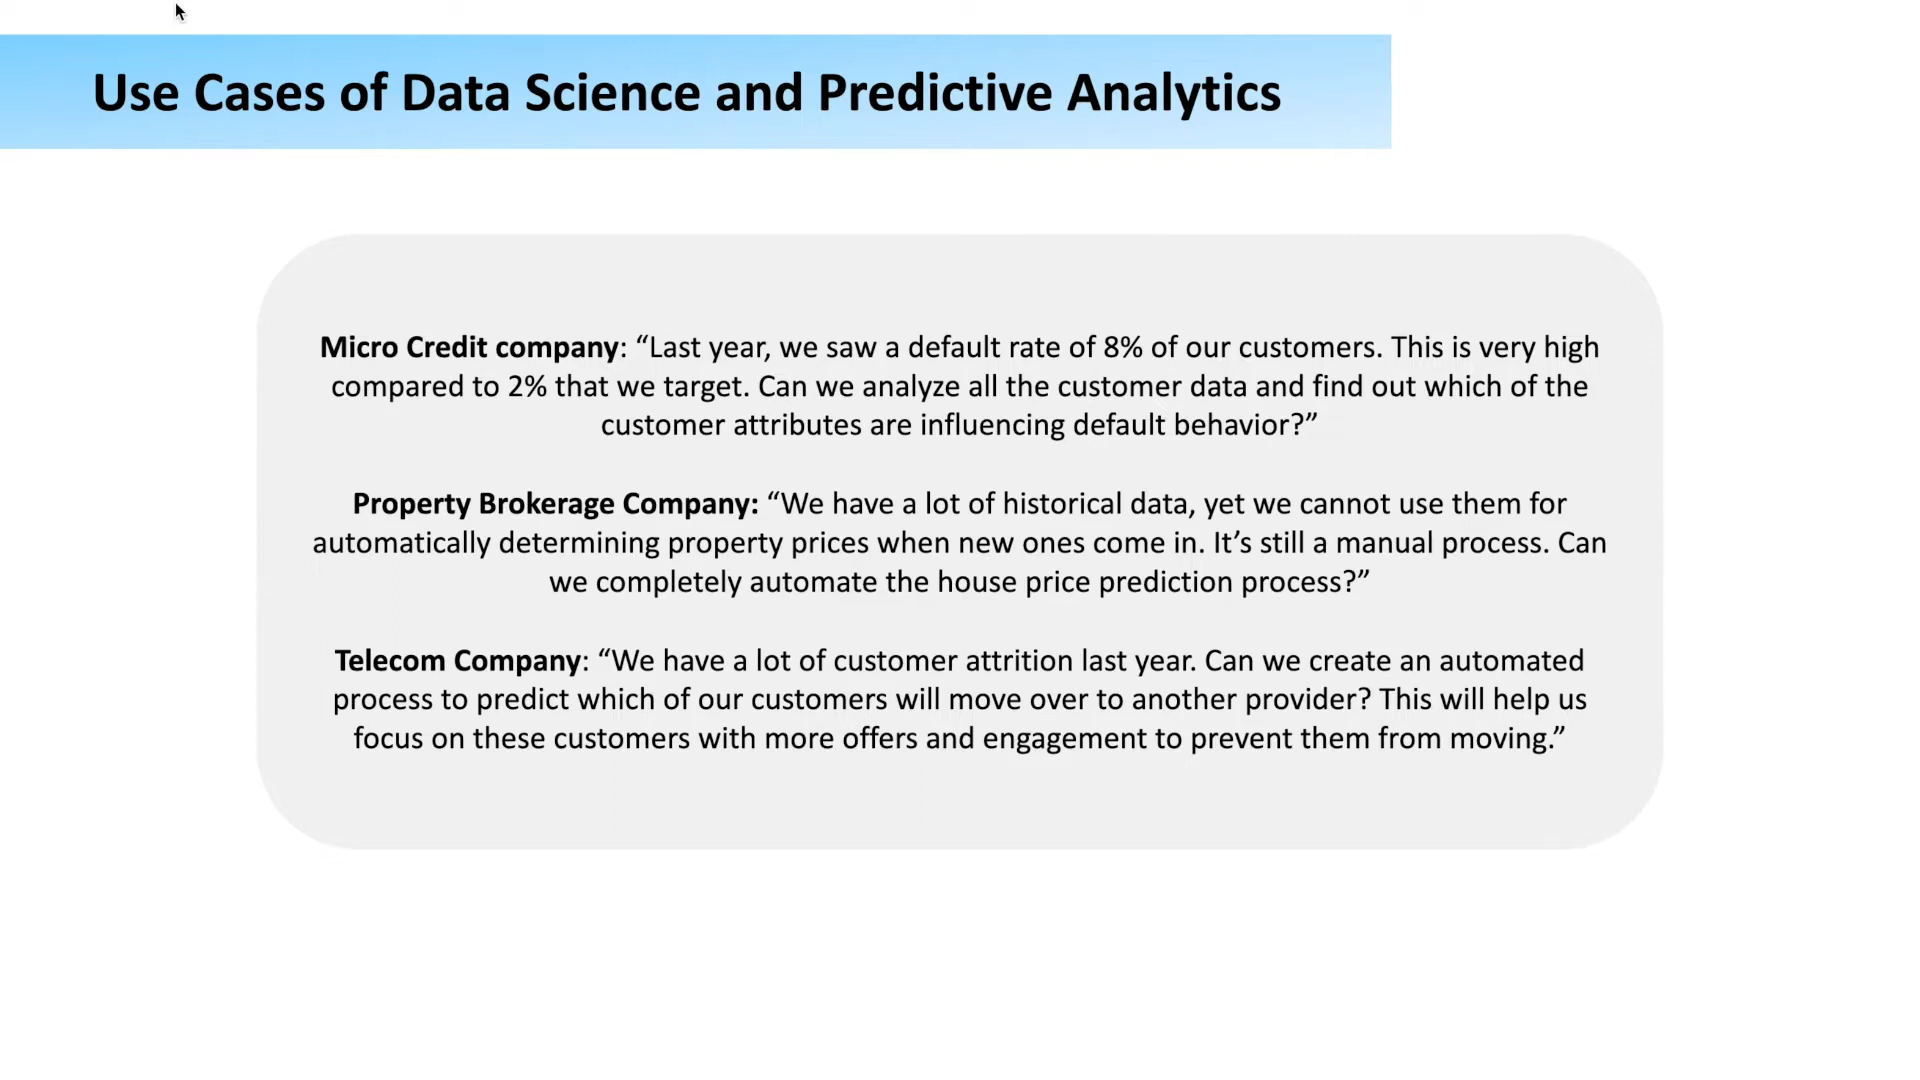 Use Cases of Data Science and Predictive Analytics
Micro Credit company: “Last year, we saw a default rate of 8% of our customers. This is very high
compared to 2% that we target. Can we analyze all the customer data and find out which of the
customer attributes are influencing default behavior?”
Property Brokerage Company: “We have a lot of historical data, yet we cannot use them for
automatically determining property prices when new ones come in. It’s still a manual process. Can
we completely automate the house price prediction process?”
Telecom Company: “We have a lot of customer attrition last year. Can we create an automated
process to predict which of our customers will move over to another provider? This will help us
focus on these customers with more offers and engagement to prevent them from moving.”